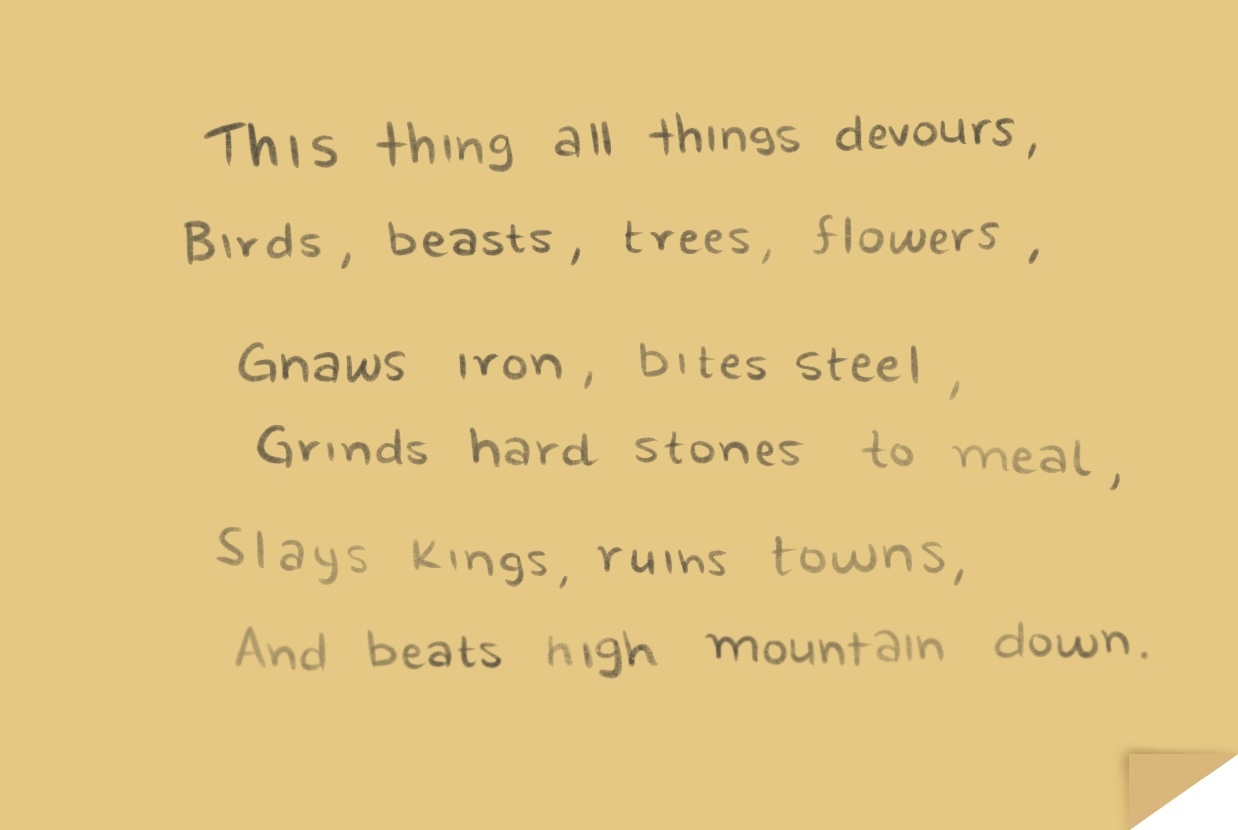 This thing all things devours,
Birds, beasts, trees, flowers,
Gnaws iron, bites steel,
Grinds hard stones to meal,
Slays kings, ruins towns,
And beats high mountain down.